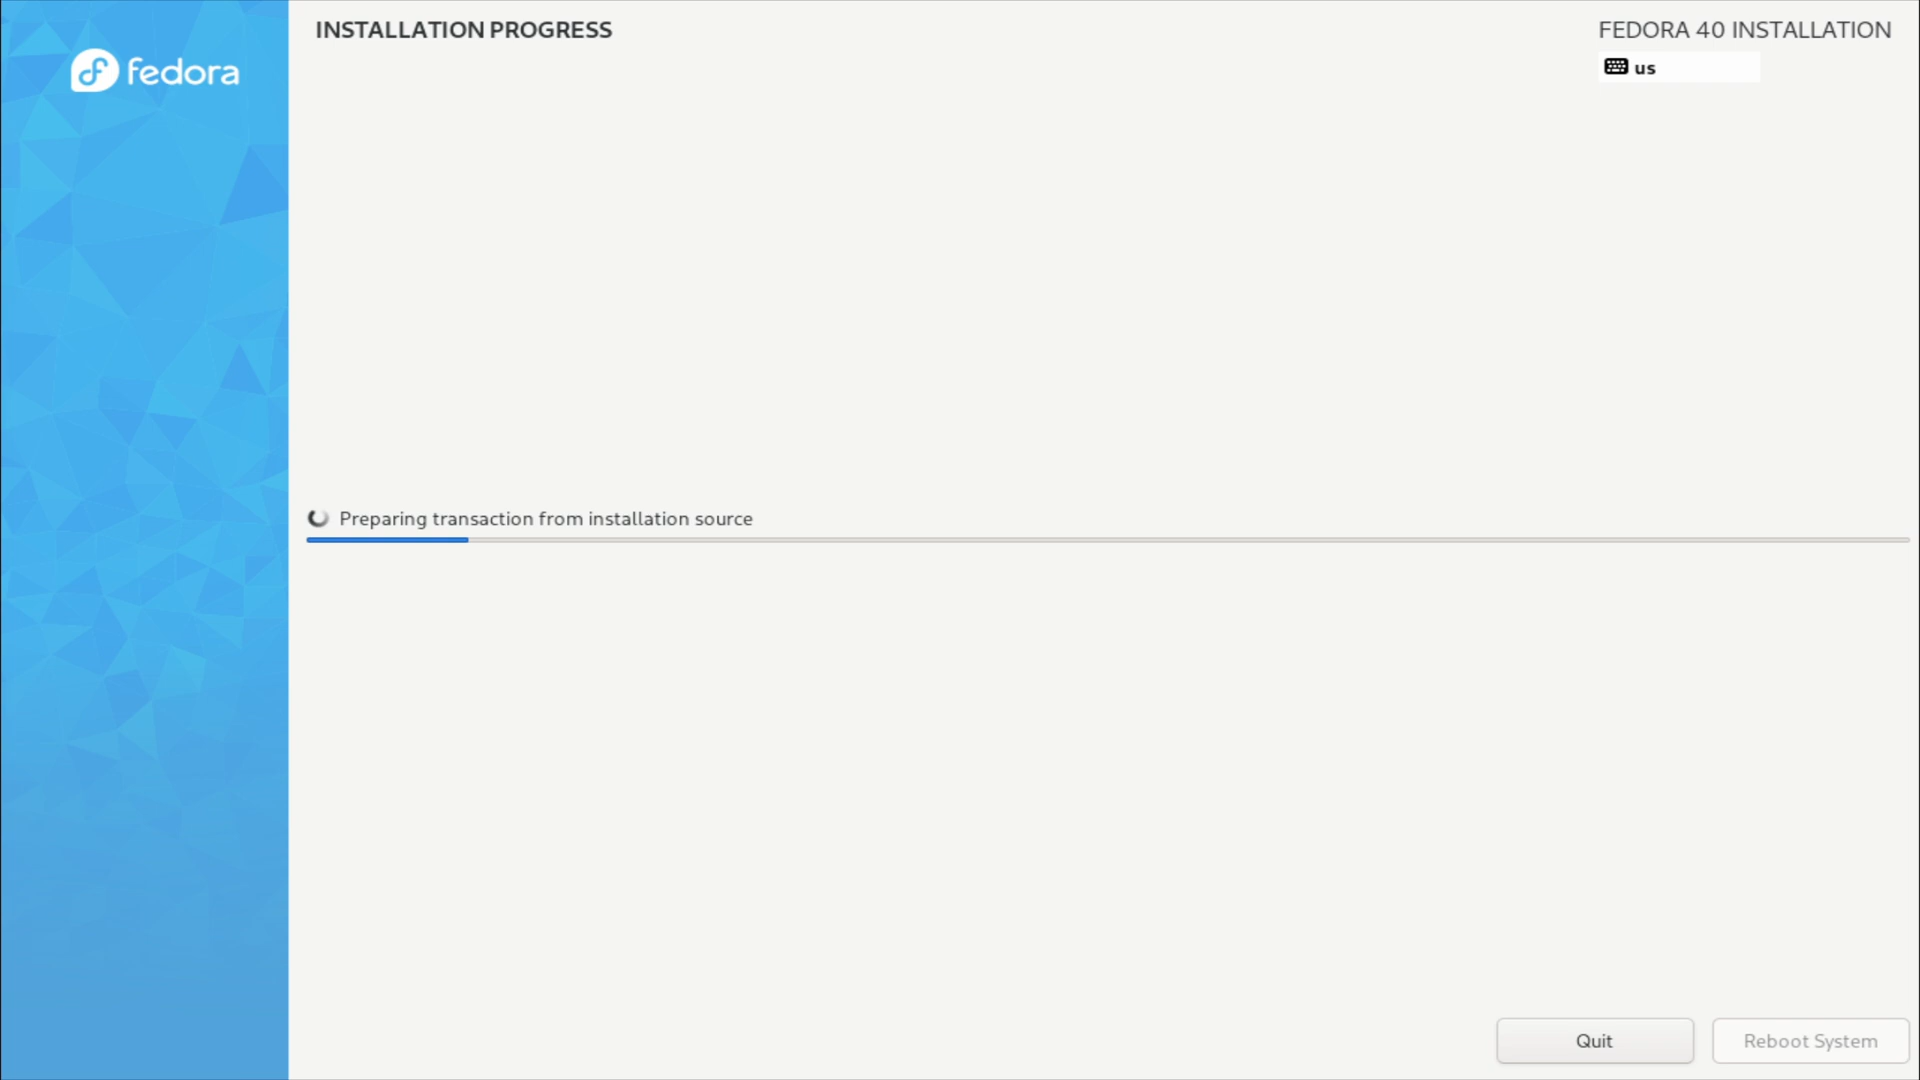 fedora
INSTALLATION PROGRESS
FEDORA 40 INSTALLATION
us
Preparing transaction from installation source
Quit
Reboot System